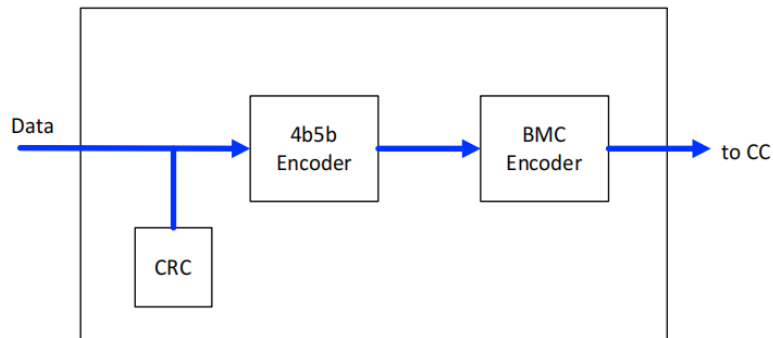 Data
4b5b
Encoder
BMC
Encoder
to CC
CRC